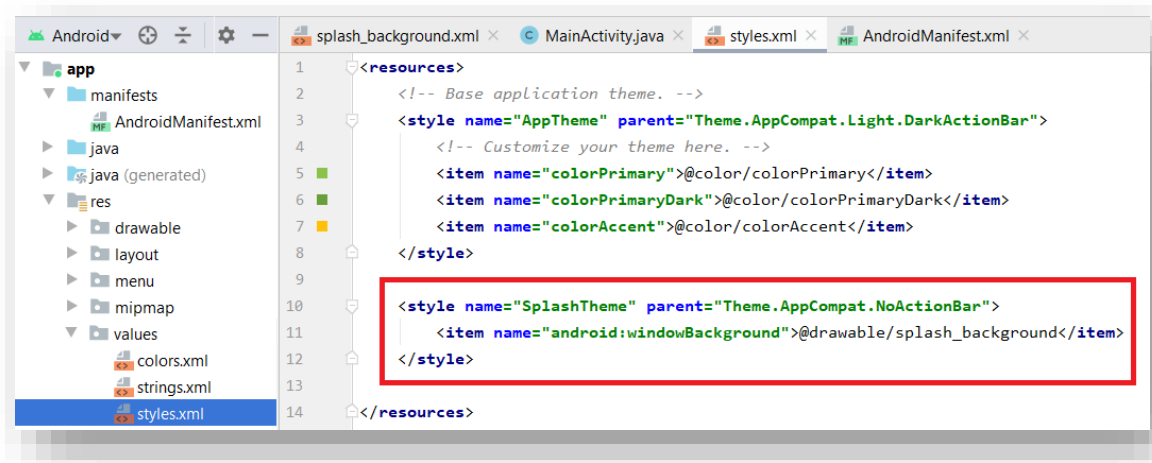 Android
splash_background.xml
MainActivity.java
styles.xml
AndroidManifest.xml
app
manifests
AndroidManifest.xml
java
java (generated)
res
drawable
layout
menu
mipmap
values
colors.xml
strings.xml
styles.xml
1 <resources>
2 <!-- Base application theme. -->
3 <style name="AppTheme" parent="Theme.AppCompat.Light.DarkActionBar">
4 <!-- Customize your theme here. -->
5 <item name="colorPrimary">@color/colorPrimary</item>
6 <item name="colorPrimaryDark">@color/colorPrimaryDark</item>
7 <item name="colorAccent">@color/colorAccent</item>
8 </style>
9
10 <style name="SplashTheme" parent="Theme.AppCompat.NoActionBar">
11 <item name="android:windowBackground">@drawable/splash_background</item>
12 </style>
13
14 </resources>